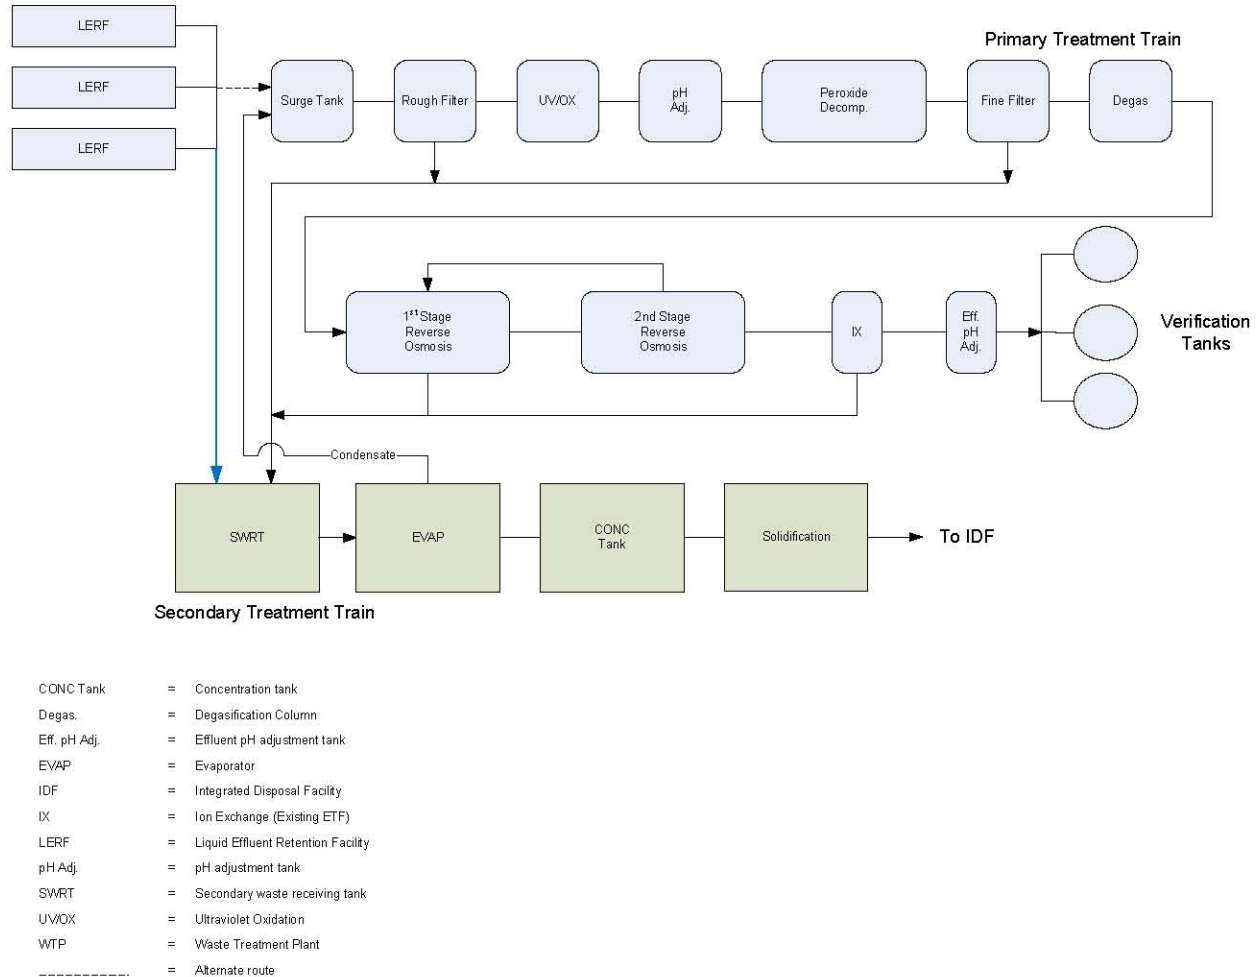 LERF
Primary Treatment Train
LERF
Surge Tank
Rough Filter
UV/OX
pH
Adj.
Peroxide
Decomp.
Fine Filter
Degas
LERF
1st Stage
Reverse
Osmosis
2nd Stage
Reverse
Osmosis
IX
Eff.
pH
Adj.
Verification
Tanks
Condensate
SWRT
EVAP
CONC
Tank
Solidification
To IDF
Secondary Treatment Train
CONC Tank = Concentration tank
Degas. = Degasification Column
Eff. pH Adj. = Effluent pH adjustment tank
EVAP = Evaporator
IDF = Integrated Disposal Facility
IX = Ion Exchange (Existing ETF)
LERF = Liquid Effluent Retention Facility
pH Adj. = pH adjustment tank
SWRT = Secondary waste receiving tank
UV/OX = Ultraviolet Oxidation
WTP = Waste Treatment Plant
= Alternate route